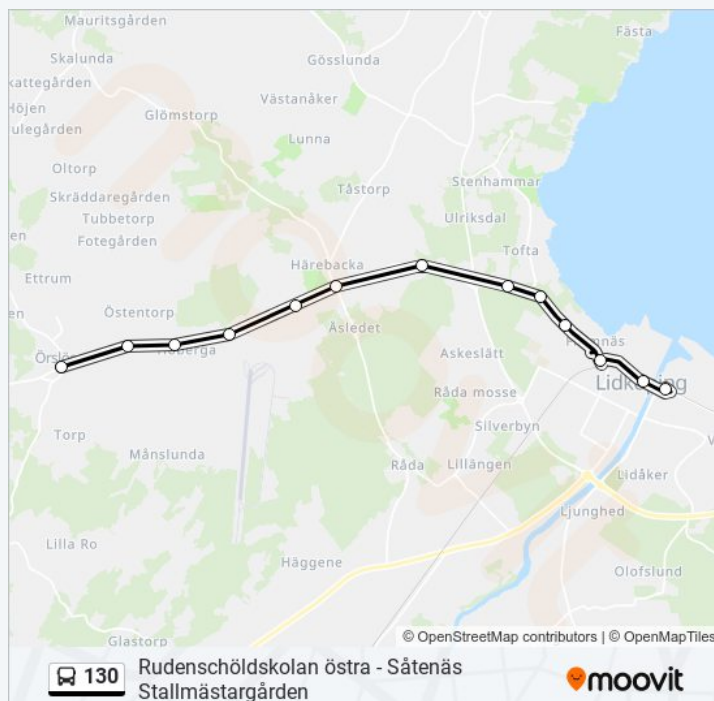 Mauritsgården
Fästa
Skalunda
Gösslunda
kattegården
Höjen
Västanåker
ulegården
Glömstorp
Lunna
Oltorp
Stenhammar
Skräddaregården
Tåstorp
Tubbetorp
Ulriksdal
Fotegården
Tofta
Ettrum
Härebacka
Östentorp
Åsledet
Askeslätt
Lidköping
Råda mosse
Torp
Silverbyn
Månslunda
Råda
Lillängen
Lidåker
Ljunghed
Lilla Ro
Häggene
Olofslund
Glastorp
© OpenStreetMap contributors | © OpenMapTiles
130
Rudenschöldskolan östra - Såtenäs
Stallmästargården
moovit